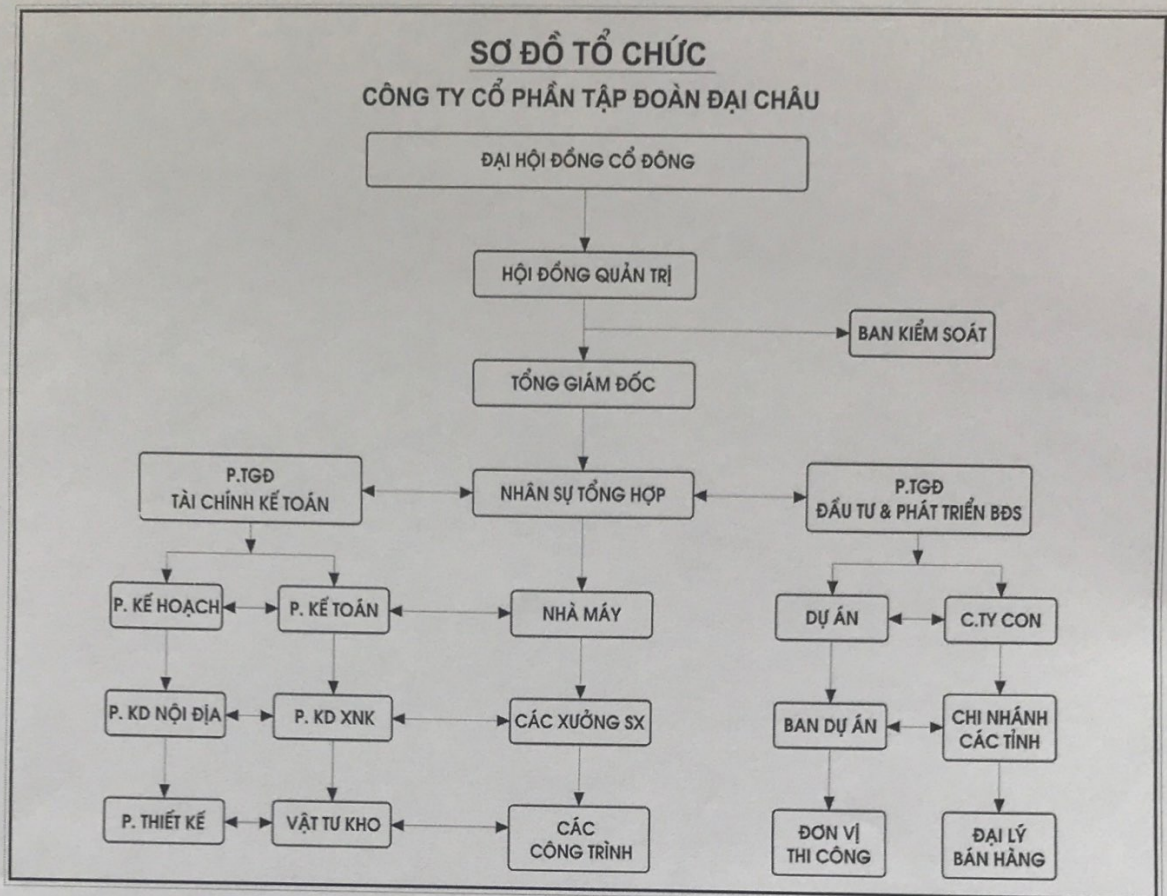 SƠ ĐỒ TỔ CHỨC
CÔNG TY CỔ PHẦN TẬP ĐOÀN ĐẠI CHÂU
ĐẠI HỘI ĐỒNG CỔ ĐÔNG
HỘI ĐỒNG QUẢN TRỊ
BAN KIỂM SOÁT
TỔNG GIÁM ĐỐC
P.TGĐ
TÀI CHÍNH KẾ TOÁN
NHÂN SỰ TỔNG HỢP
P.TGĐ
ĐẦU TƯ & PHÁT TRIỂN BĐS
P. KẾ HOẠCH
P. KẾ TOÁN
NHÀ MÁY
DỰ ÁN
C.TY CON
P. KD NỘI ĐỊA
P. KD XNK
CÁC XƯỞNG SX
BAN DỰ ÁN
CHI NHÁNH
CÁC TỈNH
P. THIẾT KẾ
VẬT TƯ KHO
CÁC
CÔNG TRÌNH
ĐƠN VỊ
THI CÔNG
ĐẠI LÝ
BÁN HÀNG